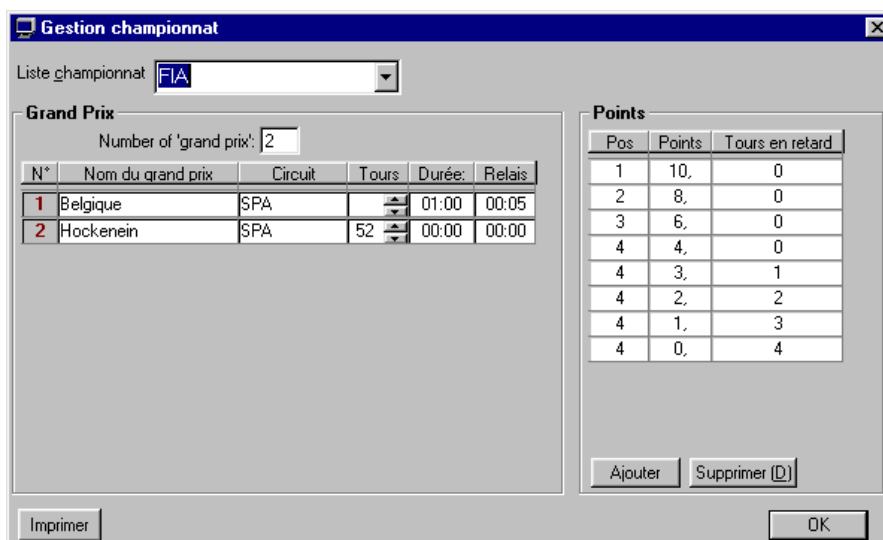 Gestion championnat
Liste championnat FIA
Grand Prix
Number of 'grand prix': 2
N° Nom du grand prix Circuit Tours Durée: Relais
1 Belgique SPA 01:00 00:05
2 Hockenein SPA 52 00:00 00:00
Points
Pos Points Tours en retard
1 10, 0
2 8, 0
3 6, 0
4 4, 0
4 3, 1
4 2, 2
4 1, 3
4 0, 4
Ajouter Supprimer (D)
Imprimer OK